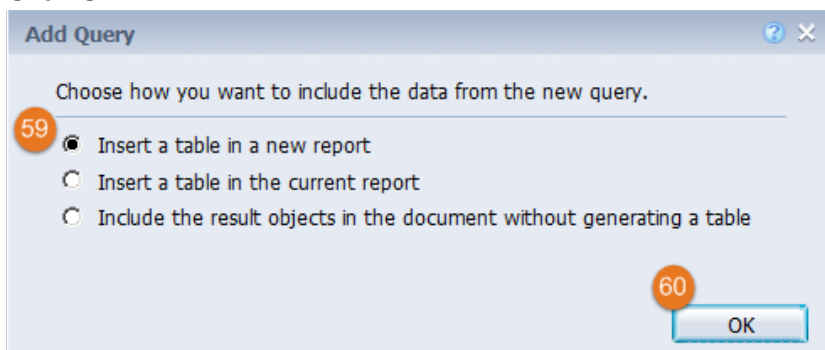 Add Query
Choose how you want to include the data from the new query.
59
Insert a table in a new report
Insert a table in the current report
Include the result objects in the document without generating a table
60
OK